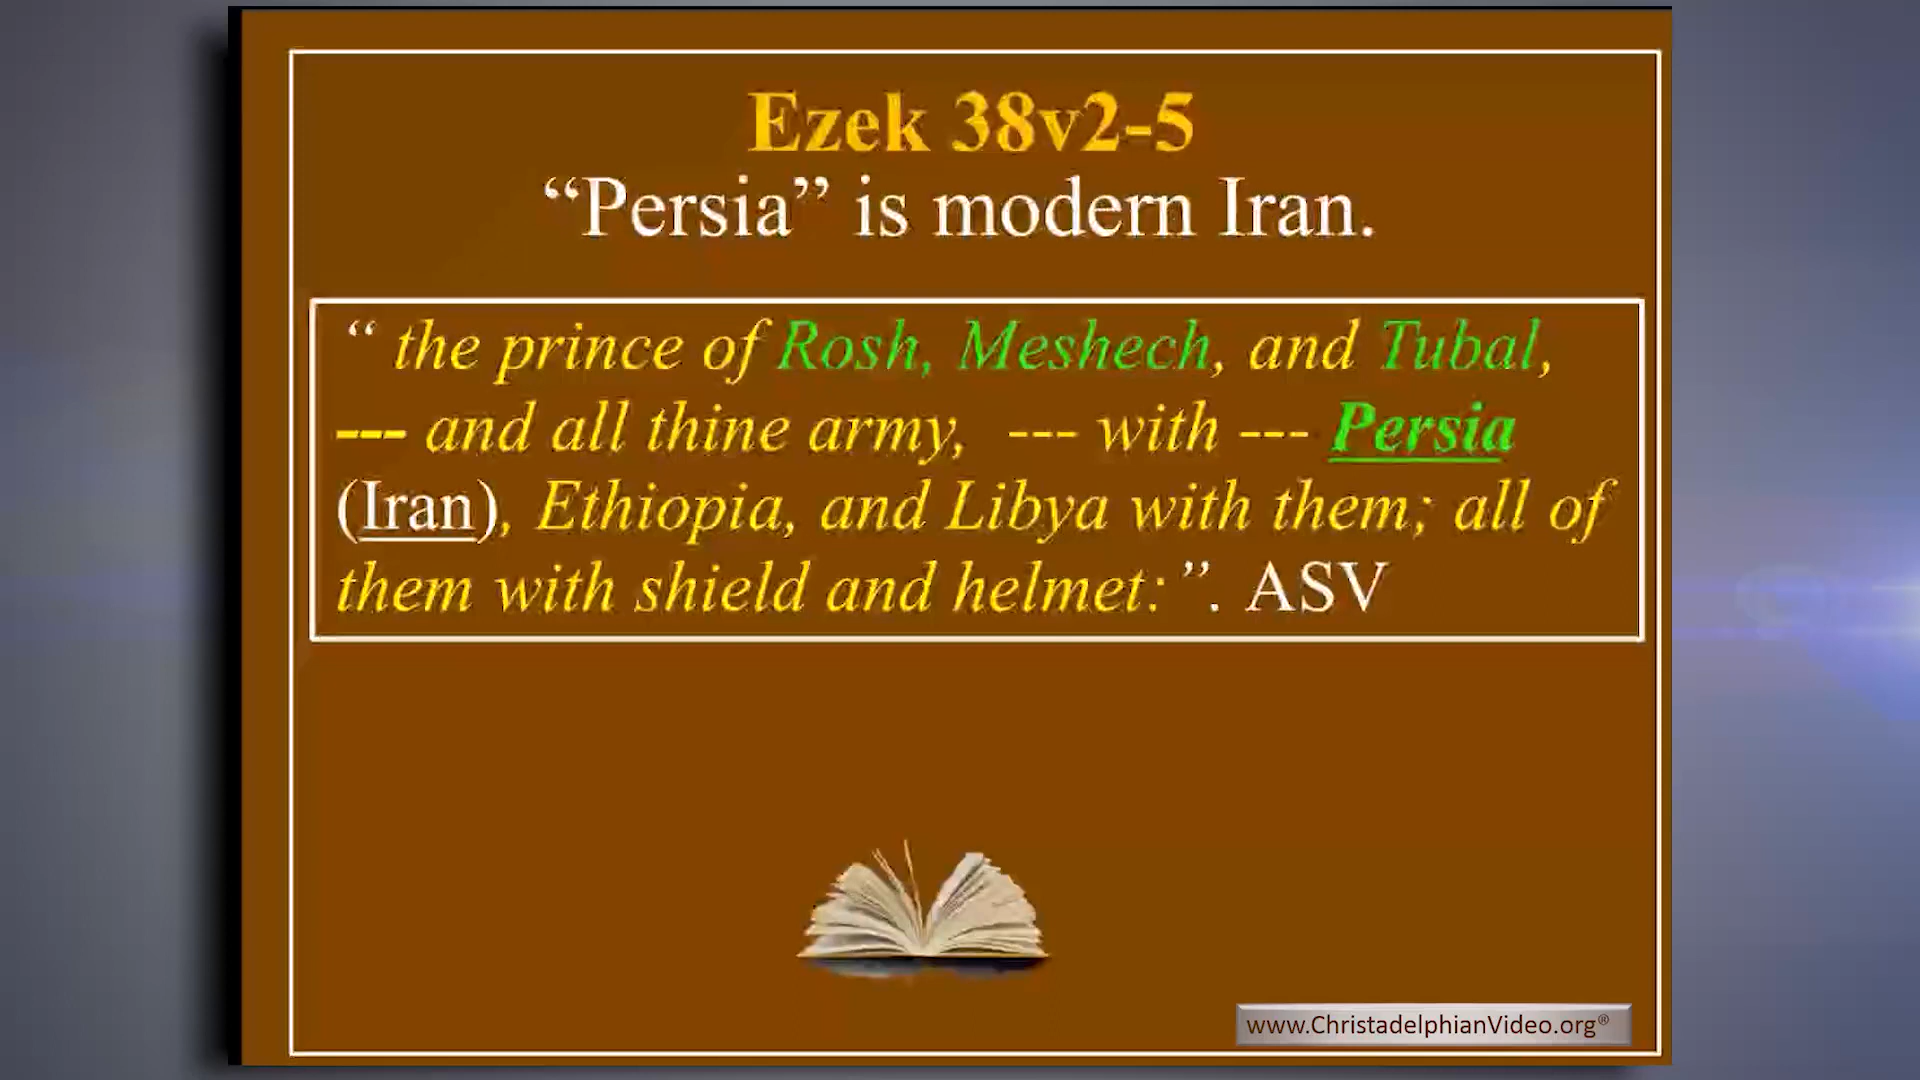 Ezek 38v2-5
“Persia” is modern Iran.
“ the prince of Rosh, Meshech, and Tubal,
--- and all thine army, --- with --- Persia
(Iran), Ethiopia, and Libya with them; all of
them with shield and helmet:”. ASV
www.ChristadelphianVideo.org®